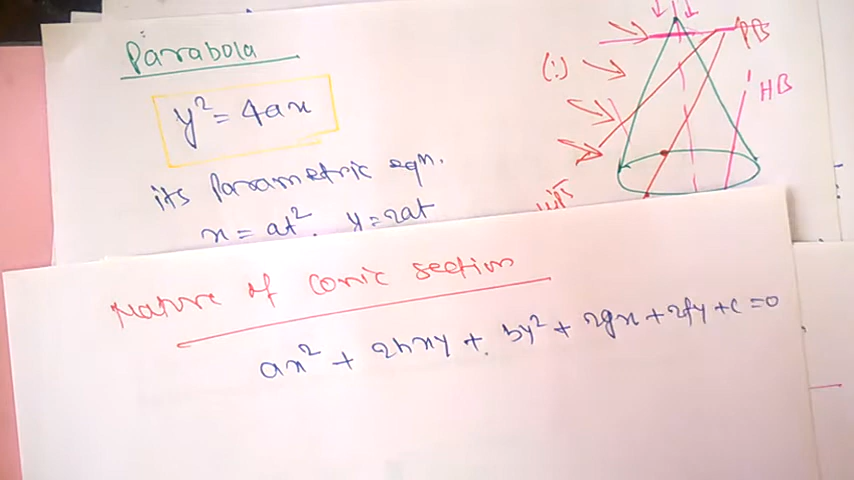 Parabola
y² = 4ax
its Parametric eqn.
x = at². y = 2at
PB
HB
Nature of conic section
ax² + 2hxy + by² + 2gx + 2fy + c = 0